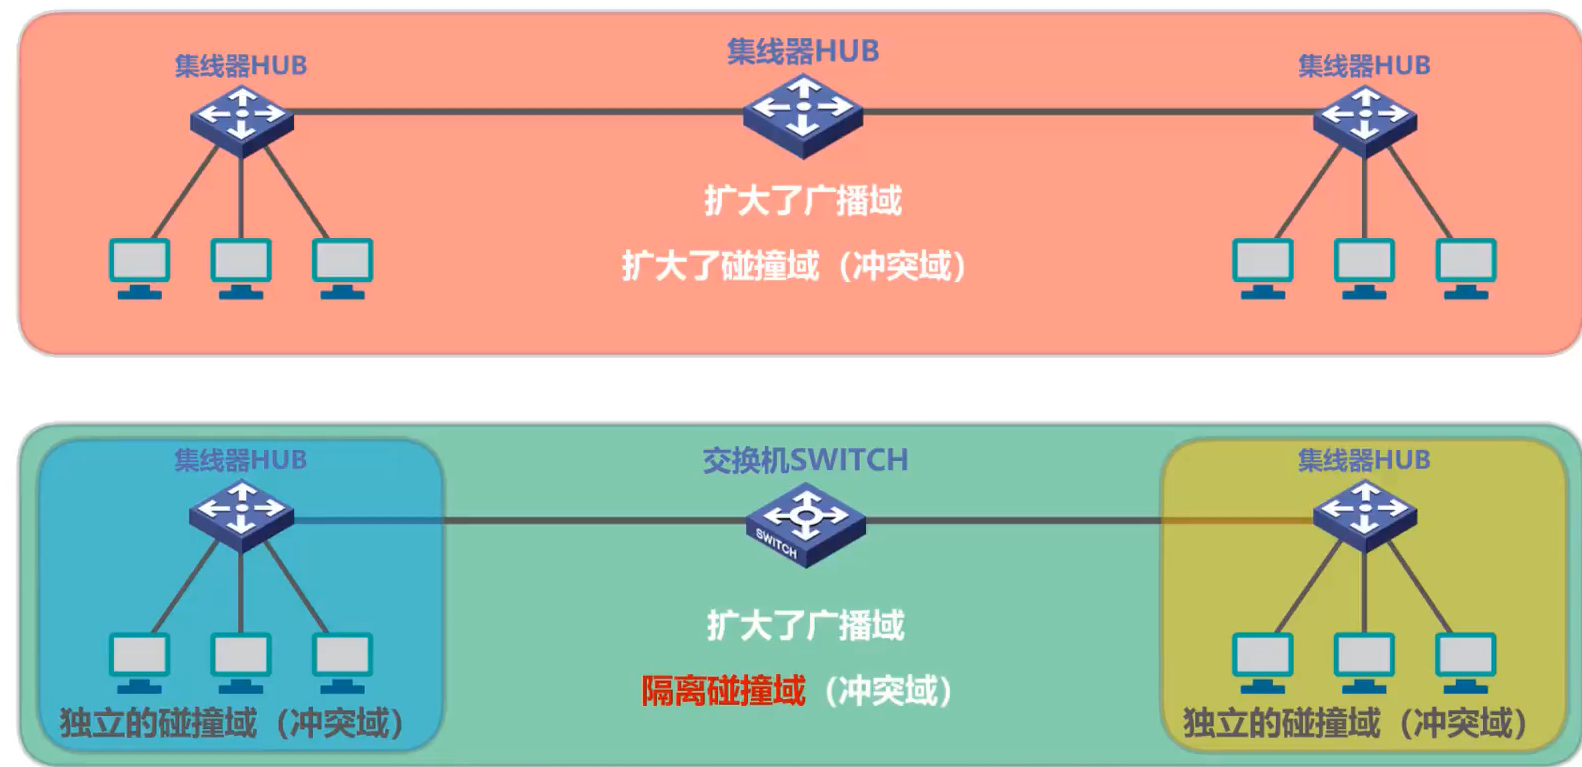 集线器HUB
集线器HUB
集线器HUB
扩大了广播域
扩大了碰撞域（冲突域）
集线器HUB
交换机SWITCH
集线器HUB
SWITCH
扩大了广播域
隔离碰撞域（冲突域）
独立的碰撞域（冲突域）
独立的碰撞域（冲突域）